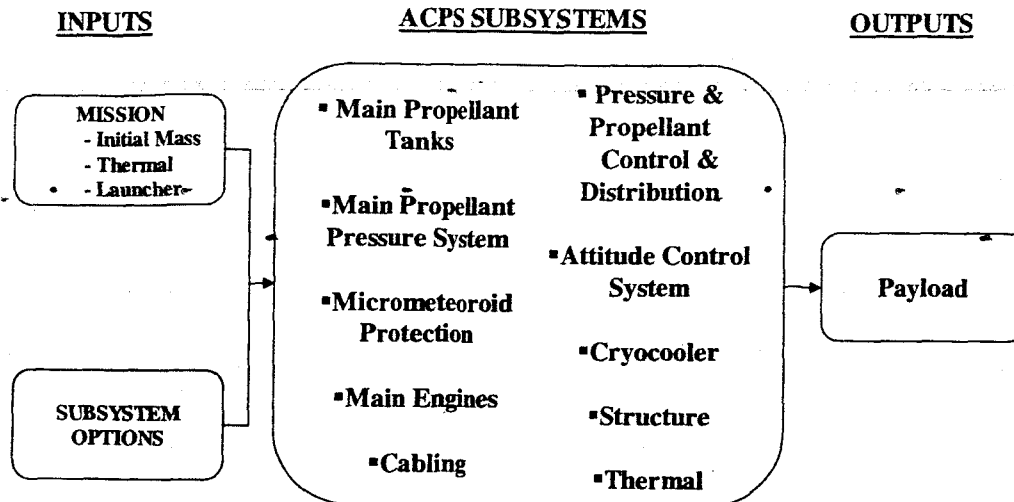 INPUTS
ACPS SUBSYSTEMS
OUTPUTS
MISSION
- Initial Mass
- Thermal
- Launcher
SUBSYSTEM
OPTIONS
▪ Main Propellant
Tanks
▪Main Propellant
Pressure System
▪Micrometeoroid
Protection
▪Main Engines
▪Cabling
▪ Pressure &
Propellant
Control &
Distribution
▪Attitude Control
System
▪Cryocooler
▪Structure
▪Thermal
Payload